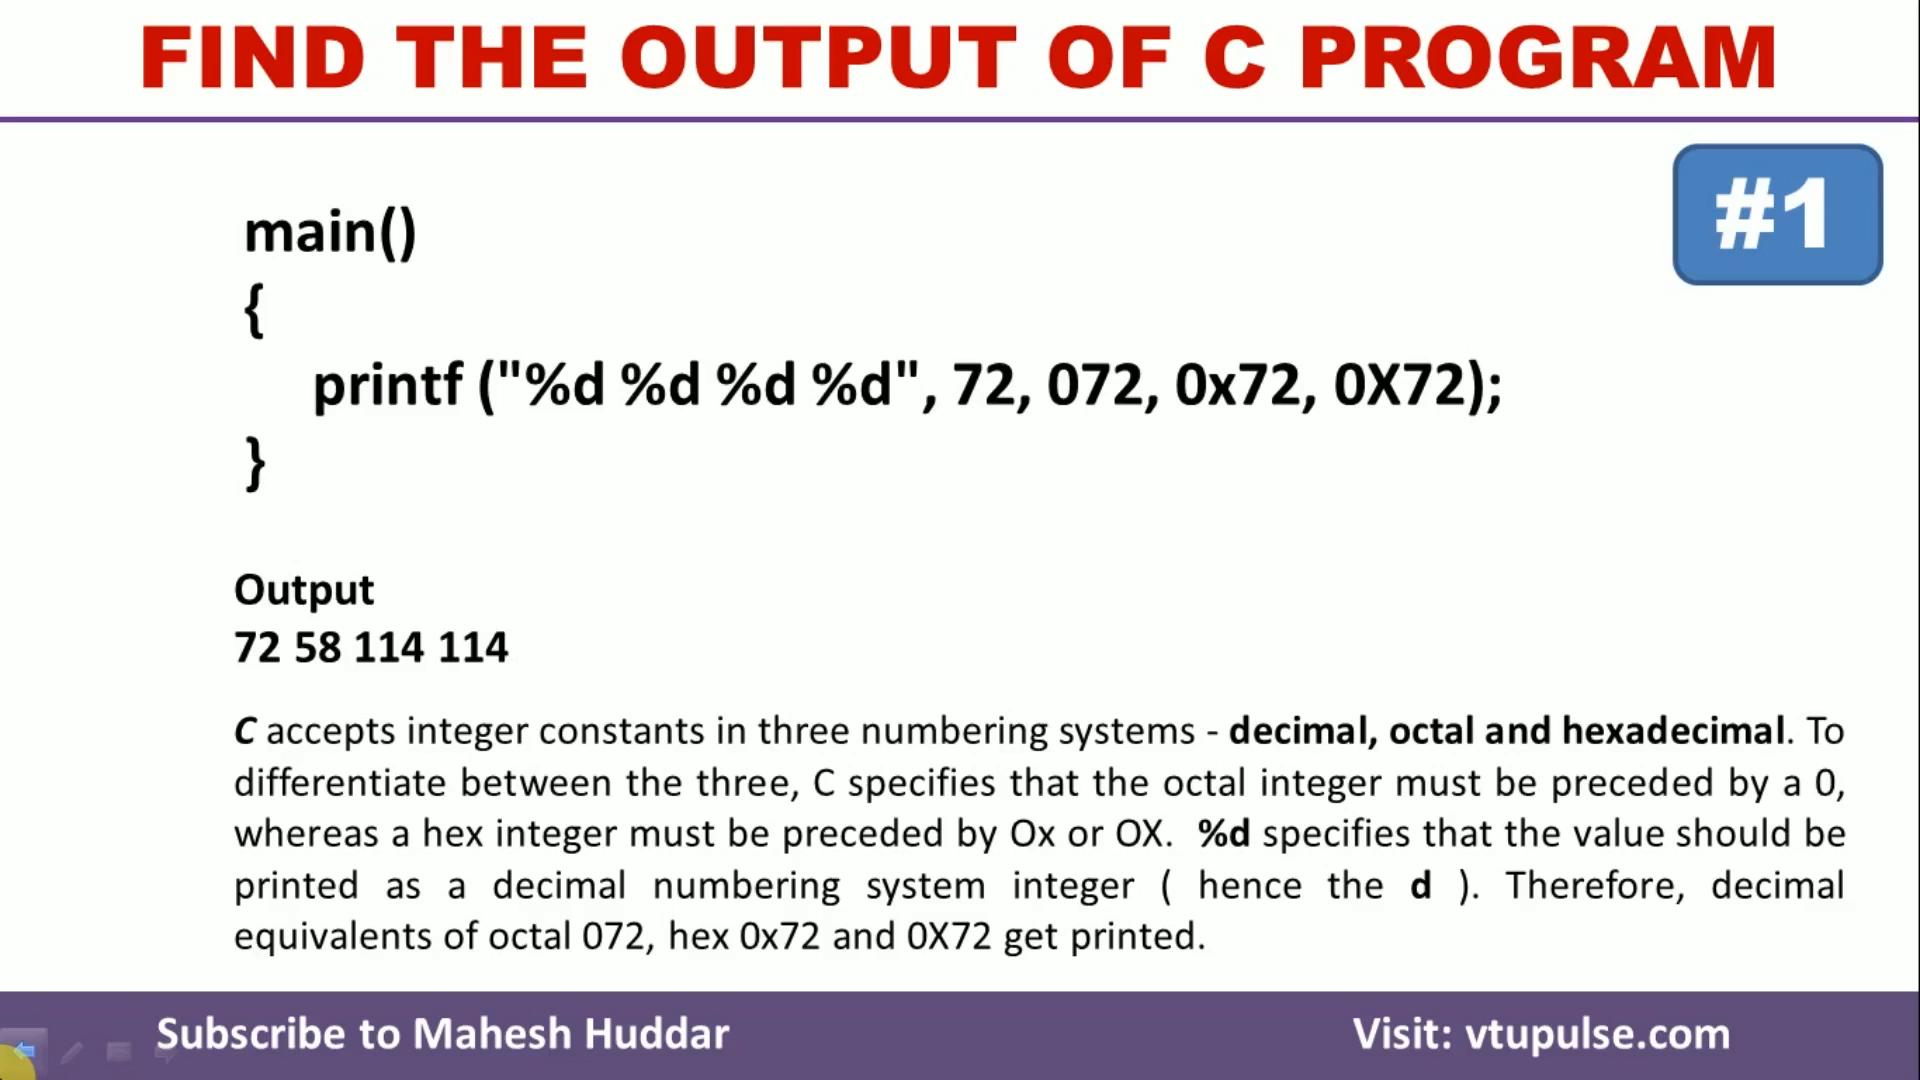 FIND THE OUTPUT OF C PROGRAM
#1
main()
{
printf ("%d %d %d %d", 72, 072, 0x72, 0X72);
}
Output
72 58 114 114
C accepts integer constants in three numbering systems - decimal, octal and hexadecimal. To
differentiate between the three, C specifies that the octal integer must be preceded by a 0,
whereas a hex integer must be preceded by Ox or OX. %d specifies that the value should be
printed as a decimal numbering system integer ( hence the d ). Therefore, decimal
equivalents of octal 072, hex 0x72 and 0X72 get printed.
Subscribe to Mahesh Huddar
Visit: vtupulse.com